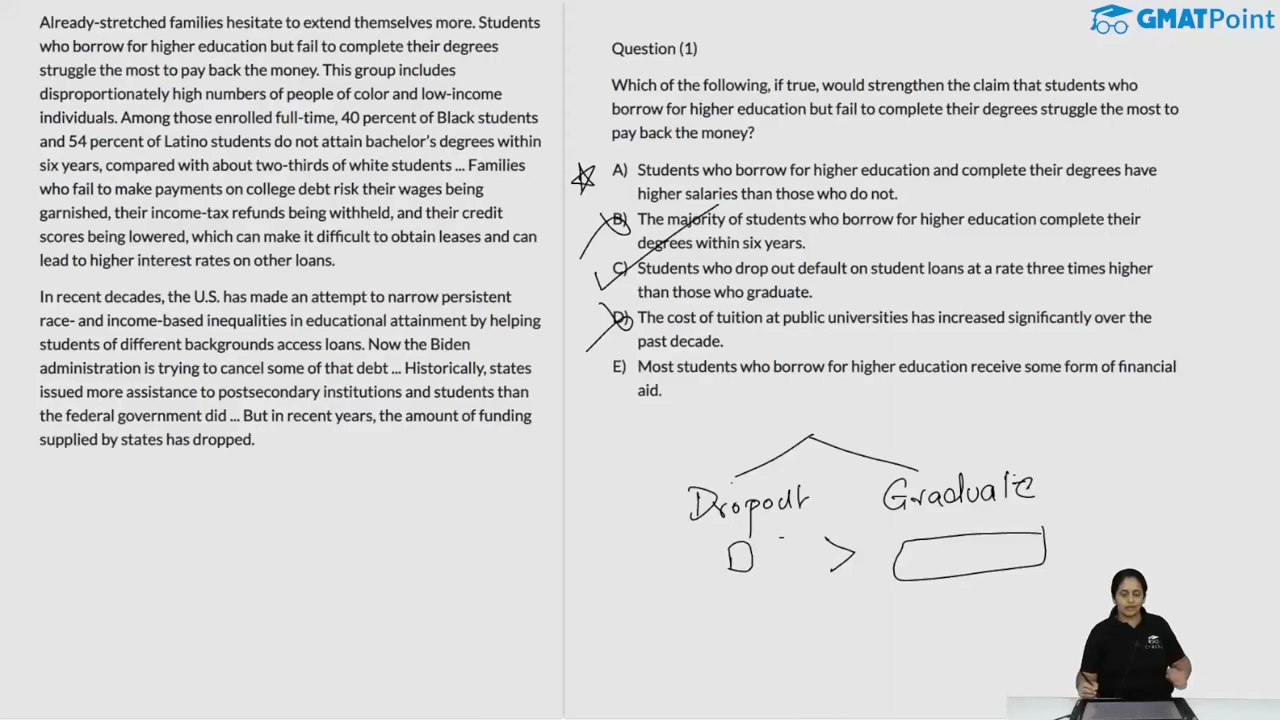 GMATPoint
Already-stretched families hesitate to extend themselves more. Students
who borrow for higher education but fail to complete their degrees
struggle the most to pay back the money. This group includes
disproportionately high numbers of people of color and low-income
individuals. Among those enrolled full-time, 40 percent of Black students
and 54 percent of Latino students do not attain bachelor's degrees within
six years, compared with about two-thirds of white students ... Families
who fail to make payments on college debt risk their wages being
garnished, their income-tax refunds being withheld, and their credit
scores being lowered, which can make it difficult to obtain leases and can
lead to higher interest rates on other loans.
In recent decades, the U.S. has made an attempt to narrow persistent
race- and income-based inequalities in educational attainment by helping
students of different backgrounds access loans. Now the Biden
administration is trying to cancel some of that debt ... Historically, states
issued more assistance to postsecondary institutions and students than
the federal government did ... But in recent years, the amount of funding
supplied by states has dropped.
Question (1)
Which of the following, if true, would strengthen the claim that students who
borrow for higher education but fail to complete their degrees struggle the most to
pay back the money?
A) Students who borrow for higher education and complete their degrees have
higher salaries than those who do not.
B) The majority of students who borrow for higher education complete their
degrees within six years.
C) Students who drop out default on student loans at a rate three times higher
than those who graduate.
D) The cost of tuition at public universities has increased significantly over the
past decade.
E) Most students who borrow for higher education receive some form of financial
aid.
Dropout Graduate
D >